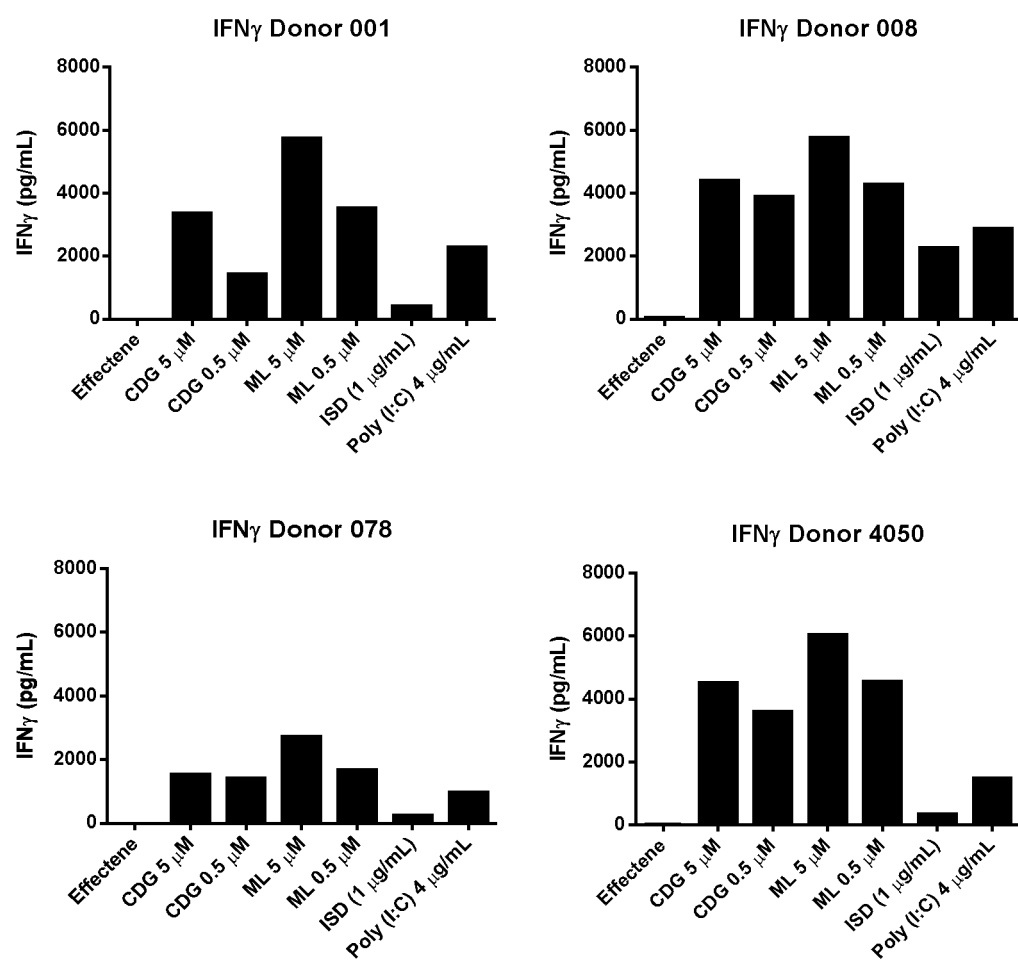 IFNγ Donor 001
8000
6000
4000
2000
0
IFNγ (pg/mL)
Effectene
CDG 5 μM
CDG 0.5 μM
ML 5 μM
ML 0.5 μM
ISD (1 μg/mL)
Poly (I:C) 4 μg/mL
IFNγ Donor 008
8000
6000
4000
2000
0
IFNγ (pg/mL)
Effectene
CDG 5 μM
CDG 0.5 μM
ML 5 μM
ML 0.5 μM
ISD (1 μg/mL)
Poly (I:C) 4 μg/mL
IFNγ Donor 078
8000
6000
4000
2000
0
IFNγ (pg/mL)
Effectene
CDG 5 μM
CDG 0.5 μM
ML 5 μM
ML 0.5 μM
ISD (1 μg/mL)
Poly (I:C) 4 μg/mL
IFNγ Donor 4050
8000
6000
4000
2000
0
IFNγ (pg/mL)
Effectene
CDG 5 μM
CDG 0.5 μM
ML 5 μM
ML 0.5 μM
ISD (1 μg/mL)
Poly (I:C) 4 μg/mL